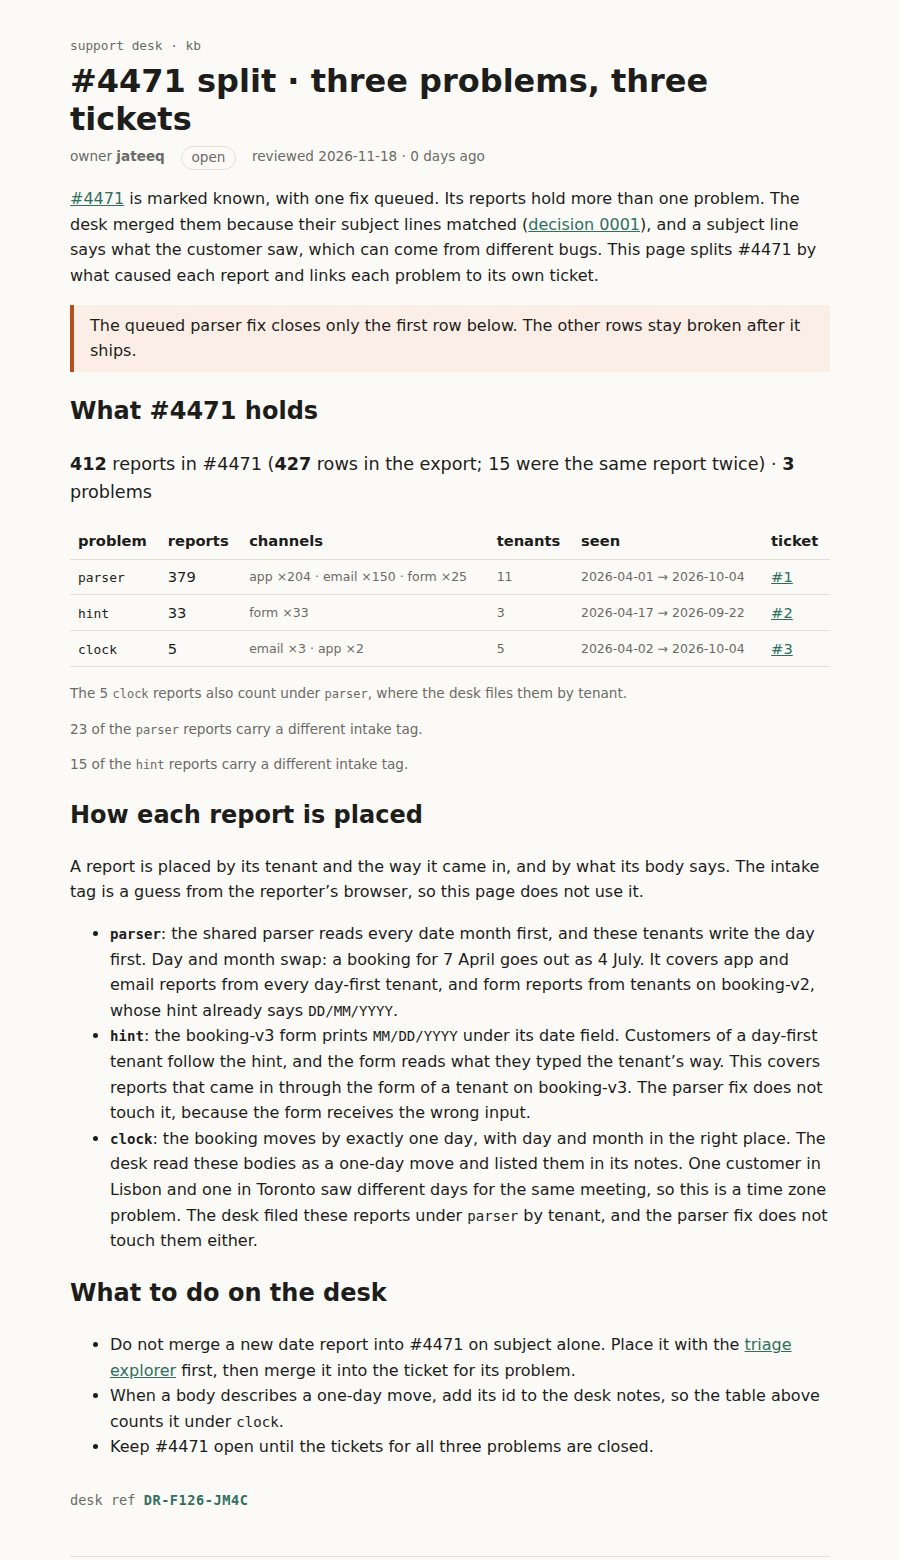 support desk · kb
#4471 split · three problems, three
tickets
owner jateeq open reviewed 2026-11-18 · 0 days ago
#4471 is marked known, with one fix queued. Its reports hold more than one problem. The
desk merged them because their subject lines matched (decision 0001), and a subject line
says what the customer saw, which can come from different bugs. This page splits #4471 by
what caused each report and links each problem to its own ticket.
The queued parser fix closes only the first row below. The other rows stay broken after it
ships.
What #4471 holds
412 reports in #4471 (427 rows in the export; 15 were the same report twice) · 3
problems
problem reports channels tenants seen ticket
parser 379 app ×204 · email ×150 · form ×25 11 2026-04-01 → 2026-10-04 #1
hint 33 form ×33 3 2026-04-17 → 2026-09-22 #2
clock 5 email ×3 · app ×2 5 2026-04-02 → 2026-10-04 #3
The 5 clock reports also count under parser, where the desk files them by tenant.
23 of the parser reports carry a different intake tag.
15 of the hint reports carry a different intake tag.
How each report is placed
A report is placed by its tenant and the way it came in, and by what its body says. The intake
tag is a guess from the reporter’s browser, so this page does not use it.
• parser: the shared parser reads every date month first, and these tenants write the day
first. Day and month swap: a booking for 7 April goes out as 4 July. It covers app and
email reports from every day-first tenant, and form reports from tenants on booking-v2,
whose hint already says DD/MM/YYYY.
• hint: the booking-v3 form prints MM/DD/YYYY under its date field. Customers of a day-first
tenant follow the hint, and the form reads what they typed the tenant’s way. This covers
reports that came in through the form of a tenant on booking-v3. The parser fix does not
touch it, because the form receives the wrong input.
• clock: the booking moves by exactly one day, with day and month in the right place. The
desk read these bodies as a one-day move and listed them in its notes. One customer in
Lisbon and one in Toronto saw different days for the same meeting, so this is a time zone
problem. The desk filed these reports under parser by tenant, and the parser fix does not
touch them either.
What to do on the desk
• Do not merge a new date report into #4471 on subject alone. Place it with the triage
explorer first, then merge it into the ticket for its problem.
• When a body describes a one-day move, add its id to the desk notes, so the table above
counts it under clock.
• Keep #4471 open until the tickets for all three problems are closed.
desk ref DR-F126-JM4C